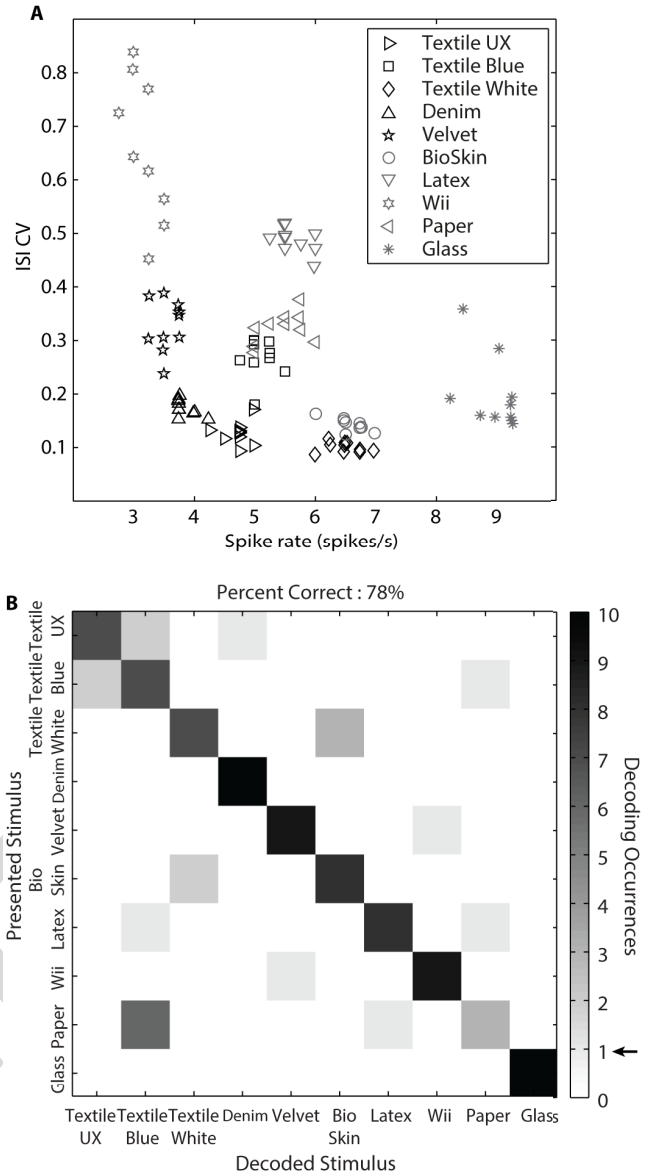 A
ISI CV
0.8
0.7
0.6
0.5
0.4
0.3
0.2
0.1
3 4 5 6 7 8 9
Spike rate (spikes/s)
Textile UX
Textile Blue
Textile White
Denim
Velvet
BioSkin
Latex
Wii
Paper
Glass
B
Percent Correct : 78%
Presented Stimulus
Textile UX
Textile Blue
Textile White
Denim
Velvet
Bio Skin
Latex
Wii
Paper
Glass
Textile Textile Textile Denim Velvet Bio Latex Wii Paper Glass
UX Blue White Skin
Decoded Stimulus
10
9
8
7
6
5
4
3
2
1
0
Decoding Occurrences